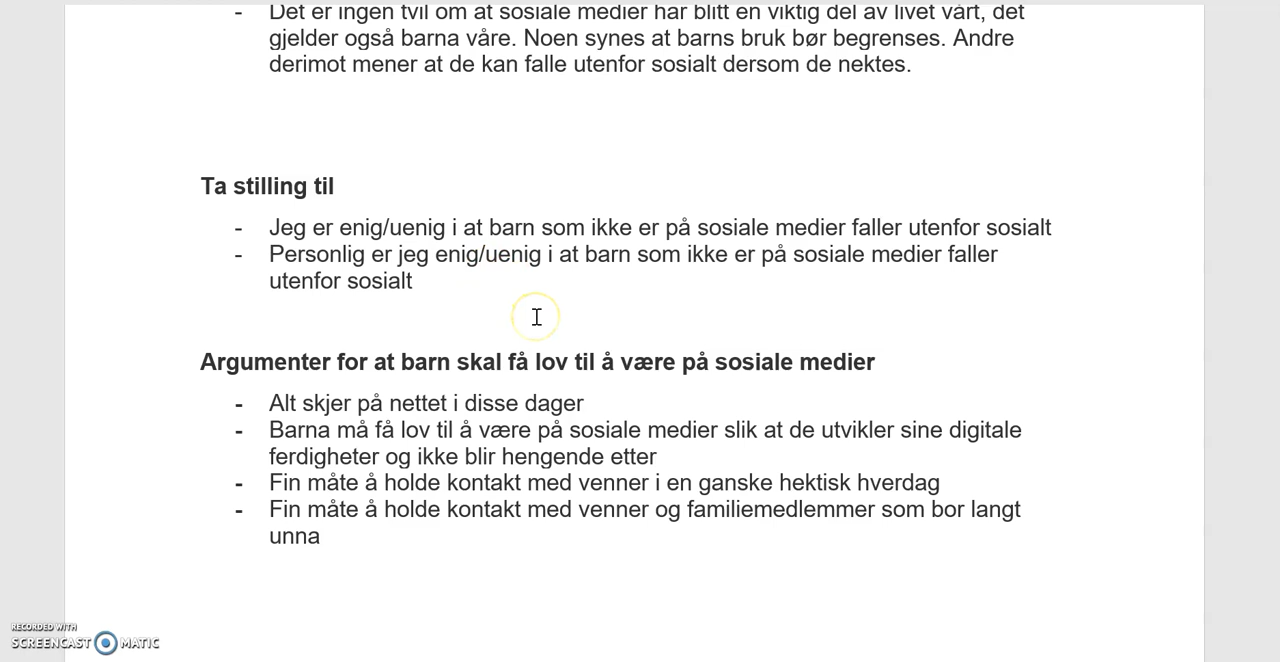 - Det er ingen tvil om at sosiale medier har blitt en viktig del av livet vårt, det
gjelder også barna våre. Noen synes at barns bruk bør begrenses. Andre
derimot mener at de kan falle utenfor sosialt dersom de nektes.
Ta stilling til
- Jeg er enig/uenig i at barn som ikke er på sosiale medier faller utenfor sosialt
- Personlig er jeg enig/uenig i at barn som ikke er på sosiale medier faller
utenfor sosialt
Argumenter for at barn skal få lov til å være på sosiale medier
- Alt skjer på nettet i disse dager
- Barna må få lov til å være på sosiale medier slik at de utvikler sine digitale
ferdigheter og ikke blir hengende etter
- Fin måte å holde kontakt med venner i en ganske hektisk hverdag
- Fin måte å holde kontakt med venner og familiemedlemmer som bor langt
unna
RECORDED WITH
SCREENCAST MATIC